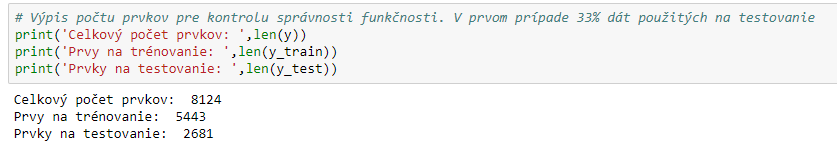 # Výpis počtu prvkov pre kontrolu správnosti funkčnosti. V prvom prípade 33% dát použitých na testovanie
print('Celkový počet prvkov: ',len(y))
print('Prvy na trénovanie: ',len(y_train))
print('Prvky na testovanie: ',len(y_test))
Celkový počet prvkov:  8124
Prvy na trénovanie:  5443
Prvky na testovanie:  2681